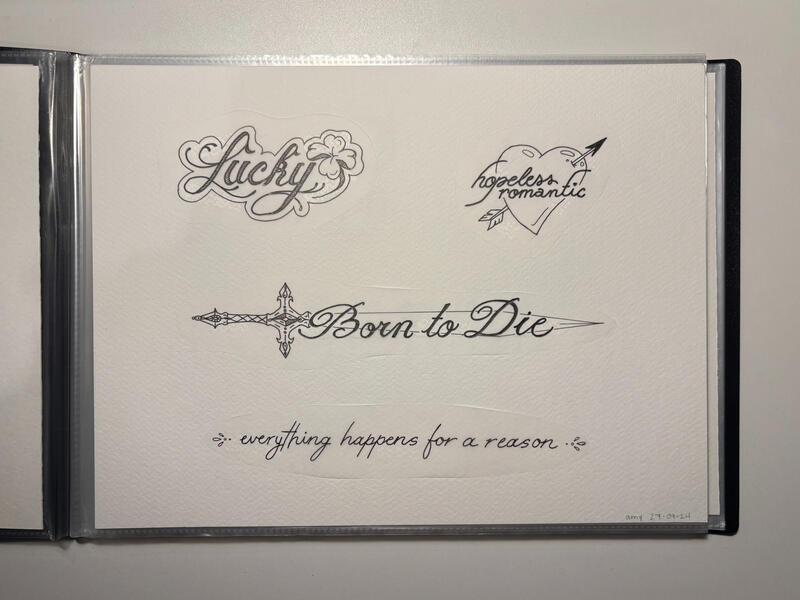 Lucky
hopeless
romantic
Born to Die
everything happens for a reason
amy 27-09-24